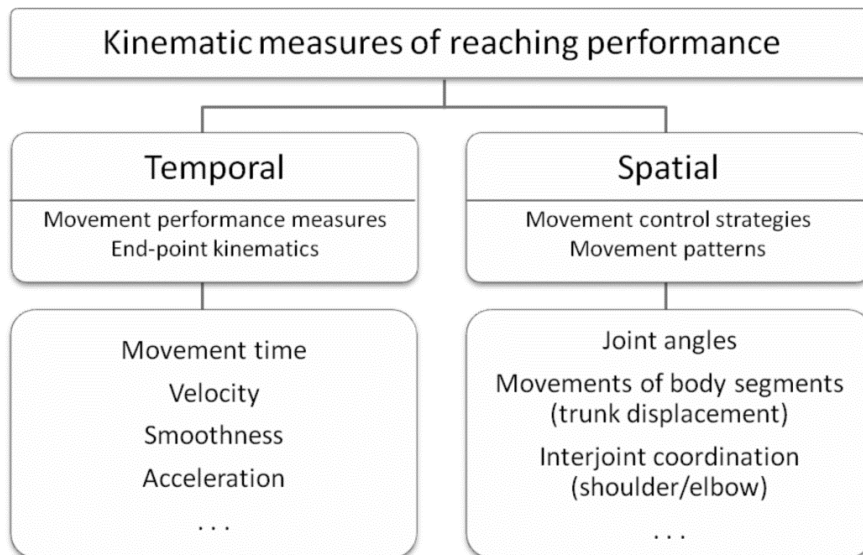 Kinematic measures of reaching performance
Temporal
Movement performance measures
End-point kinematics
Movement time
Velocity
Smoothness
Acceleration
. . .
Spatial
Movement control strategies
Movement patterns
Joint angles
Movements of body segments
(trunk displacement)
Interjoint coordination
(shoulder/elbow)
. . .